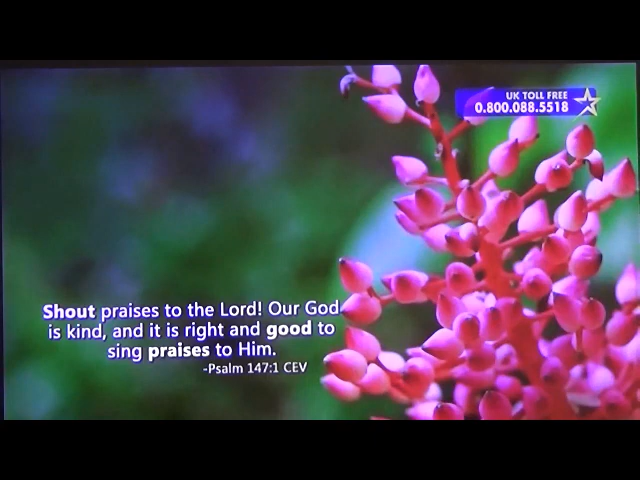 UK TOLL FREE
0.800.088.5518
Shout praises to the Lord! Our God
is kind, and it is right and good to
sing praises to Him.
-Psalm 147:1 CEV